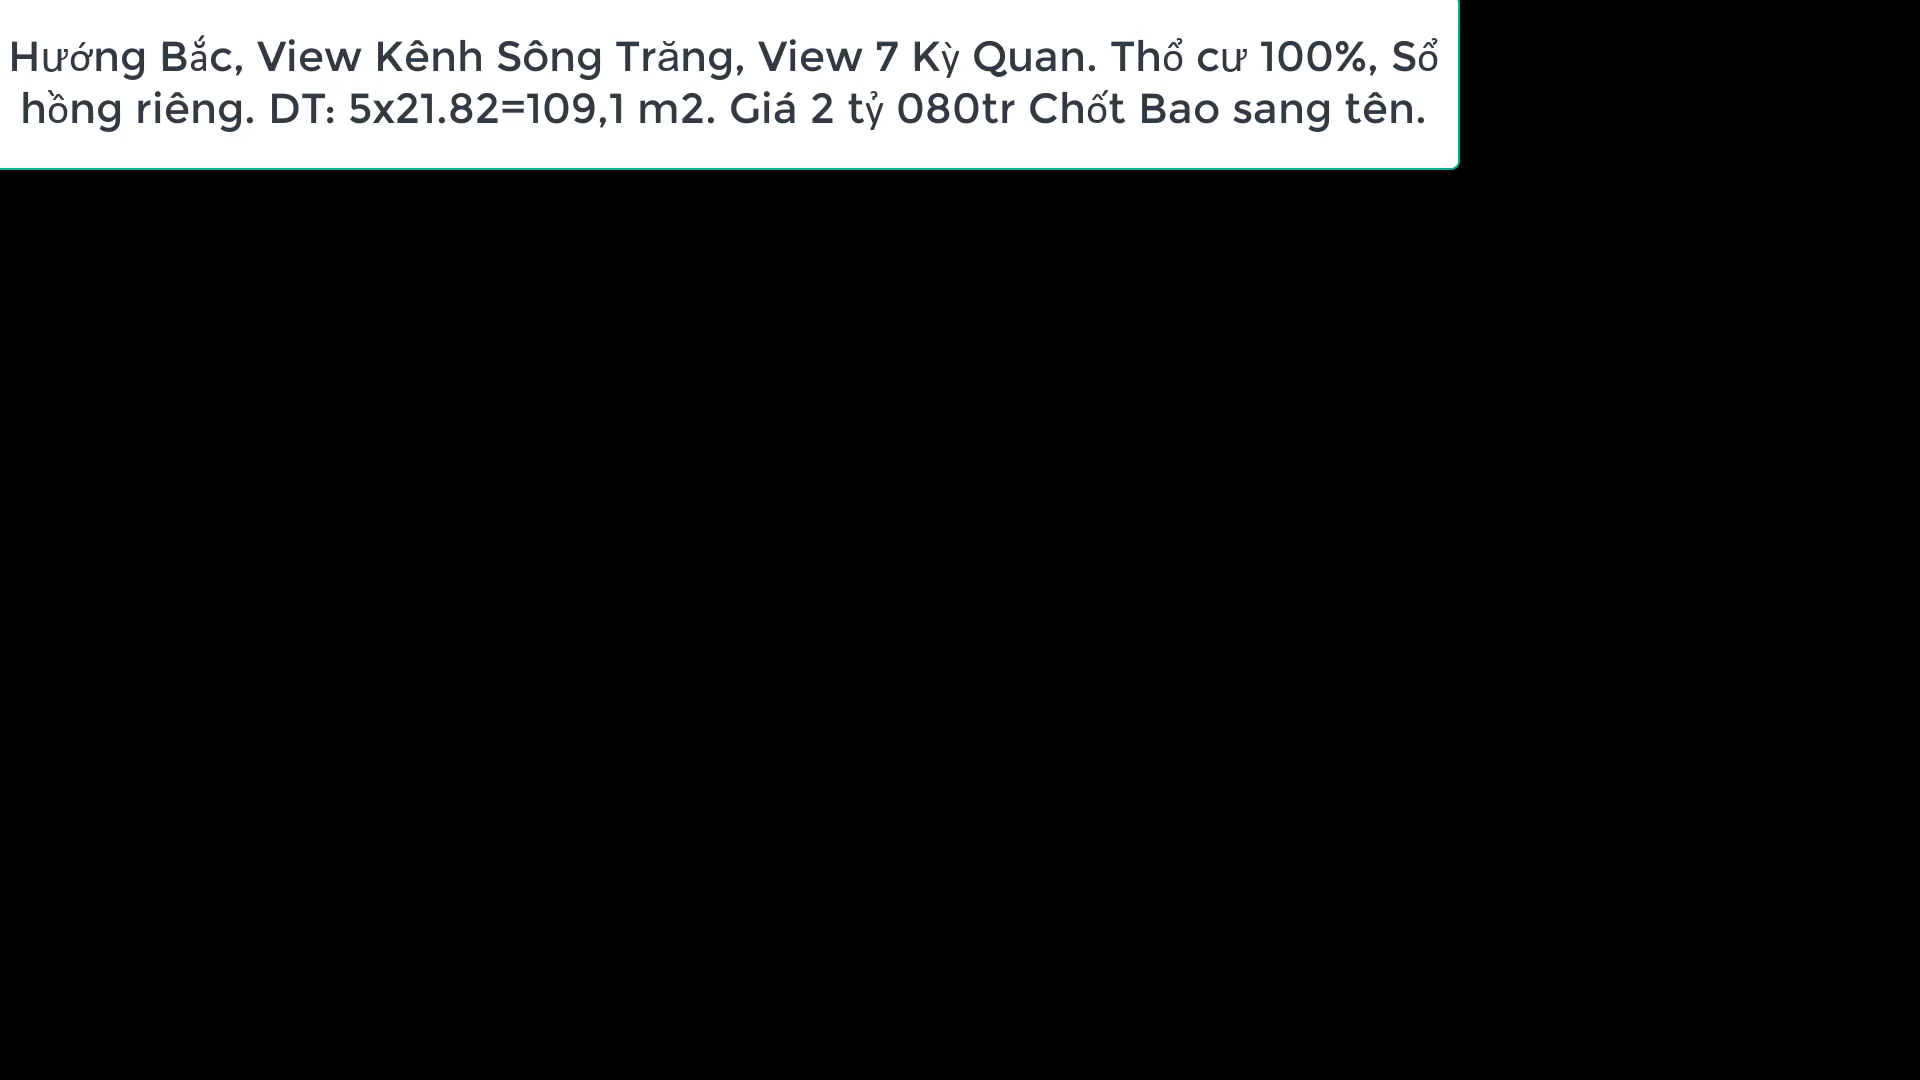 Hướng Bắc, View Kênh Sông Trăng, View 7 Kỳ Quan. Thổ cư 100%, Sổ
hồng riêng. DT: 5x21.82=109,1 m2. Giá 2 tỷ 080tr Chốt Bao sang tên.